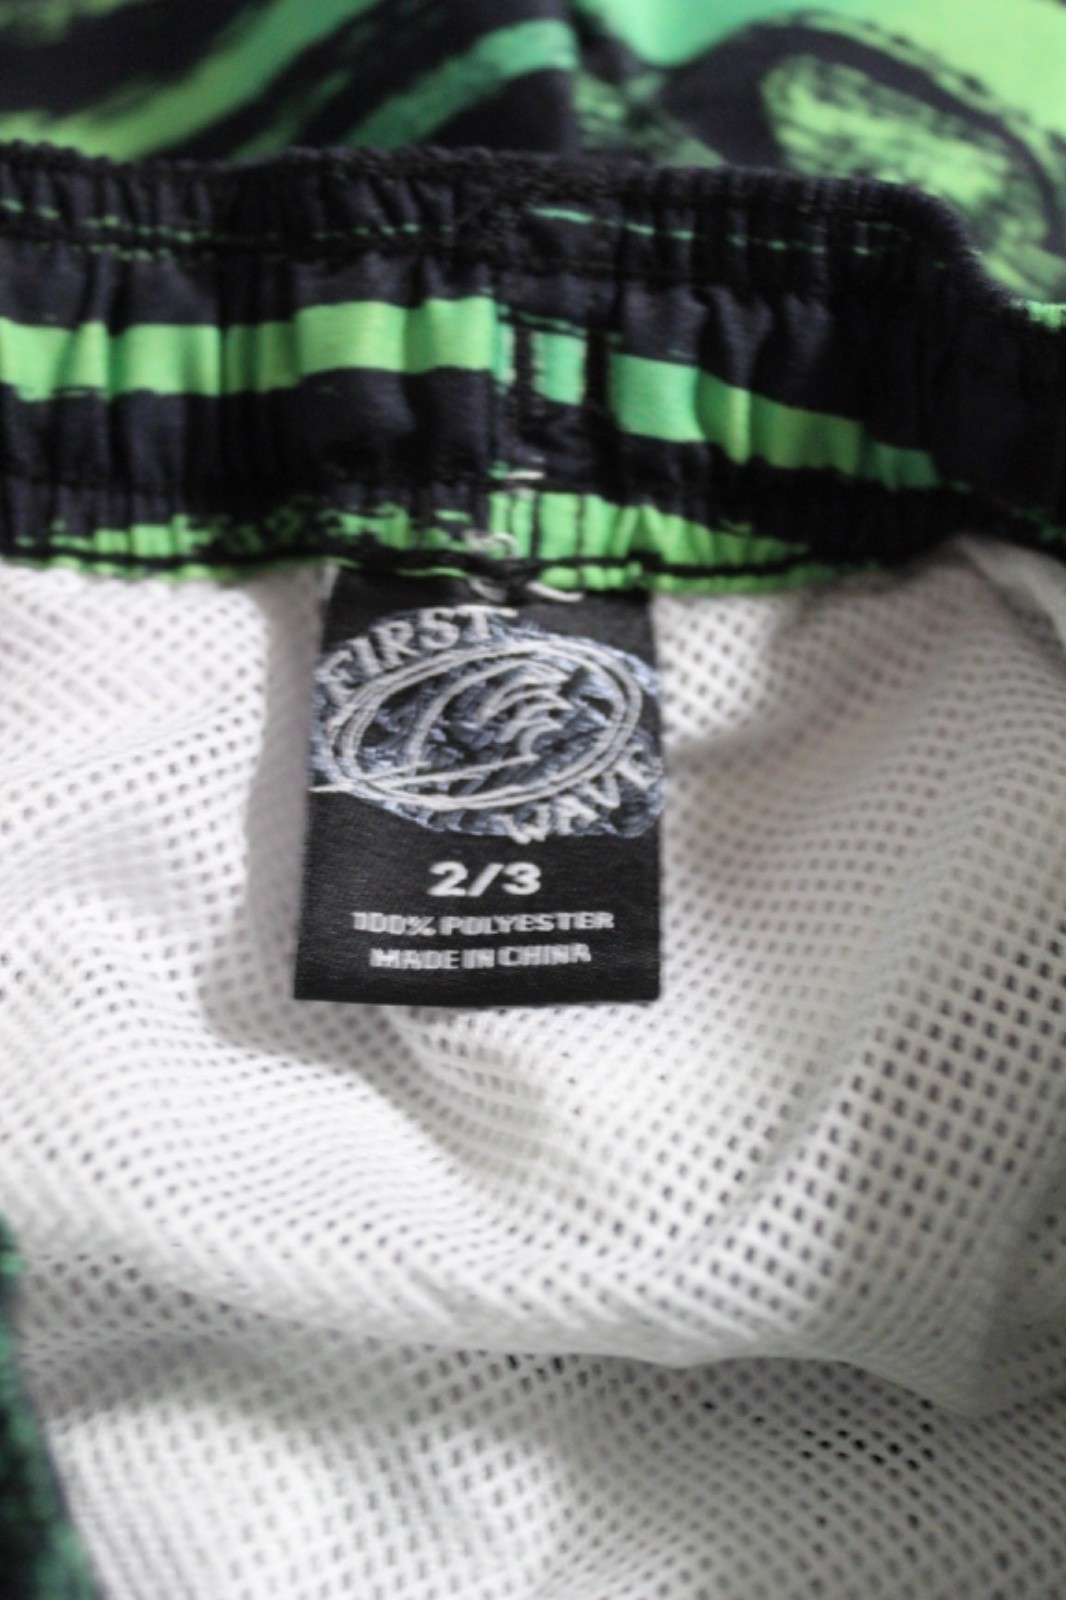 FIRST
WAVE
2/3
100% POLYESTER
MADE IN CHINA